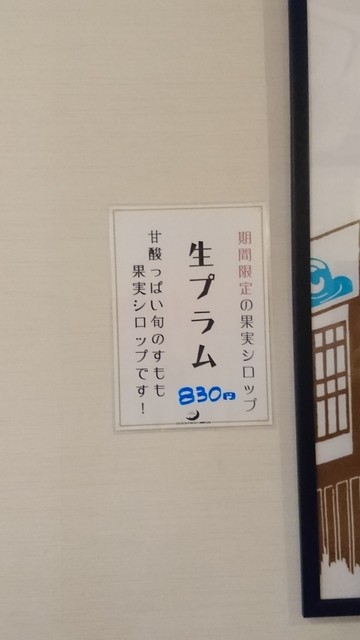 期間限定の果実シロップ
生プラム
830円
甘酸っぱい旬のすもも
果実シロップです！